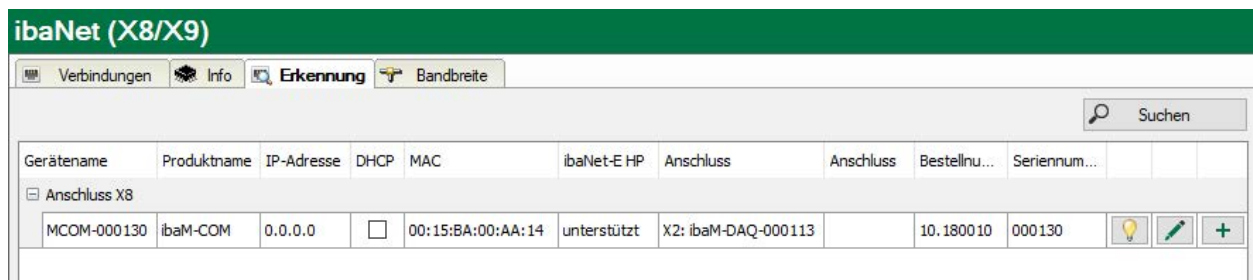 ibaNet (X8/X9)
Verbindungen Info Erkennung Bandbreite
Suchen
Gerätename Produktname IP-Adresse DHCP MAC ibaNet-E HP Anschluss Anschluss Bestellnu... Seriennum...
Anschluss X8
MCOM-000130 ibaM-COM 0.0.0.0 00:15:BA:00:AA:14 unterstützt X2: ibaM-DAQ-000113 10.180010 000130